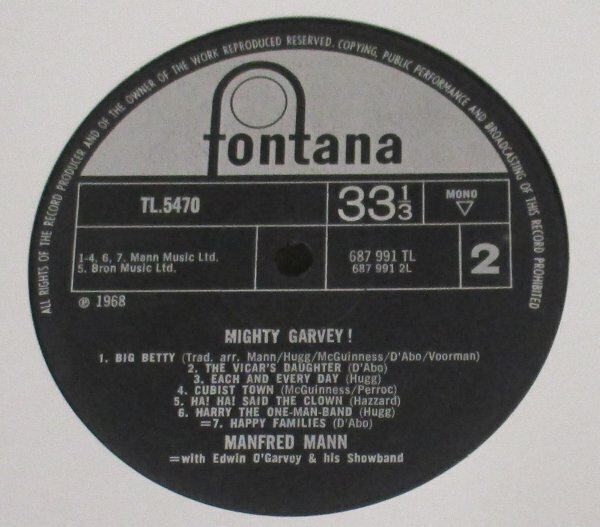 ALL RIGHTS OF THE RECORD PRODUCER AND OF THE OWNER OF THE WORK REPRODUCED RESERVED. COPYING, PUBLIC PERFORMANCE AND BROADCASTING OF THIS RECORD PROHIBITED
fontana
TL.5470
33 1/3
MONO
1-4, 6, 7. Mann Music Ltd.
5. Bron Music Ltd.
687 991 TL
687 991 2L
2
℗ 1968
MIGHTY GARVEY!
1. BIG BETTY (Trad. arr. Mann/Hugg/McGuinness/D'Abo/Voorman)
2. THE VICAR'S DAUGHTER (D'Abo)
3. EACH AND EVERY DAY (Hugg)
4. CUBIST TOWN (McGuinness/Perroc)
5. HA! HA! SAID THE CLOWN (Hazzard)
6. HARRY THE ONE-MAN-BAND (Hugg)
=7. HAPPY FAMILIES (D'Abo)
MANFRED MANN
=with Edwin O'Garvey & his Showband